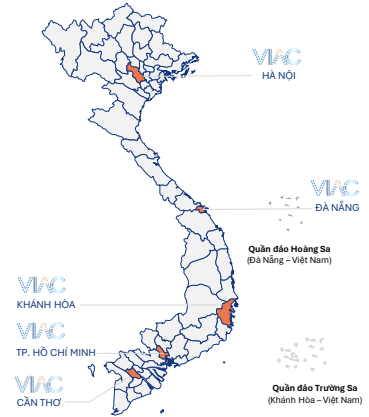 VIAC
HÀ NỘI
VIAC
ĐÀ NẴNG
Quần đảo Hoàng Sa
(Đà Nẵng – Việt Nam)
VIAC
KHÁNH HÒA
VIAC
TP. HỒ CHÍ MINH
VIAC
CẦN THƠ
Quần đảo Trường Sa
(Khánh Hòa – Việt Nam)